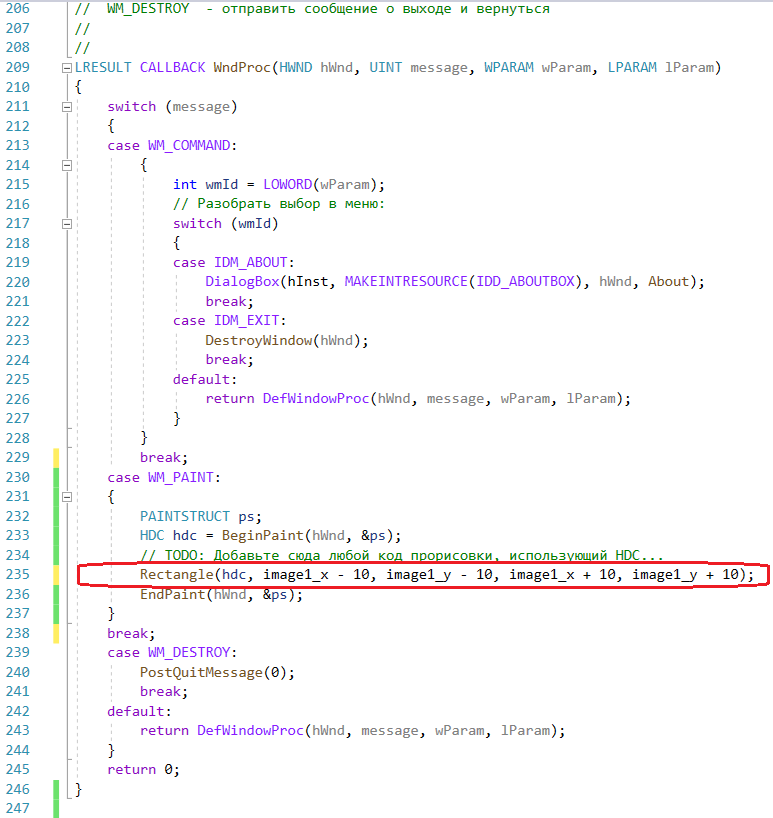 206 //  WM_DESTROY  - отправить сообщение о выходе и вернуться
207 //
208 //
209 LRESULT CALLBACK WndProc(HWND hWnd, UINT message, WPARAM wParam, LPARAM lParam)
210 {
211     switch (message)
212     {
213     case WM_COMMAND:
214         {
215             int wmId = LOWORD(wParam);
216             // Разобрать выбор в меню:
217             switch (wmId)
218             {
219             case IDM_ABOUT:
220                 DialogBox(hInst, MAKEINTRESOURCE(IDD_ABOUTBOX), hWnd, About);
221                 break;
222             case IDM_EXIT:
223                 DestroyWindow(hWnd);
224                 break;
225             default:
226                 return DefWindowProc(hWnd, message, wParam, lParam);
227             }
228         }
229         break;
230     case WM_PAINT:
231     {
232         PAINTSTRUCT ps;
233         HDC hdc = BeginPaint(hWnd, &ps);
234         // TODO: Добавьте сюда любой код прорисовки, использующий HDC...
235         Rectangle(hdc, image1_x - 10, image1_y - 10, image1_x + 10, image1_y + 10);
236         EndPaint(hWnd, &ps);
237     }
238     break;
239     case WM_DESTROY:
240         PostQuitMessage(0);
241         break;
242     default:
243         return DefWindowProc(hWnd, message, wParam, lParam);
244     }
245     return 0;
246 }
247